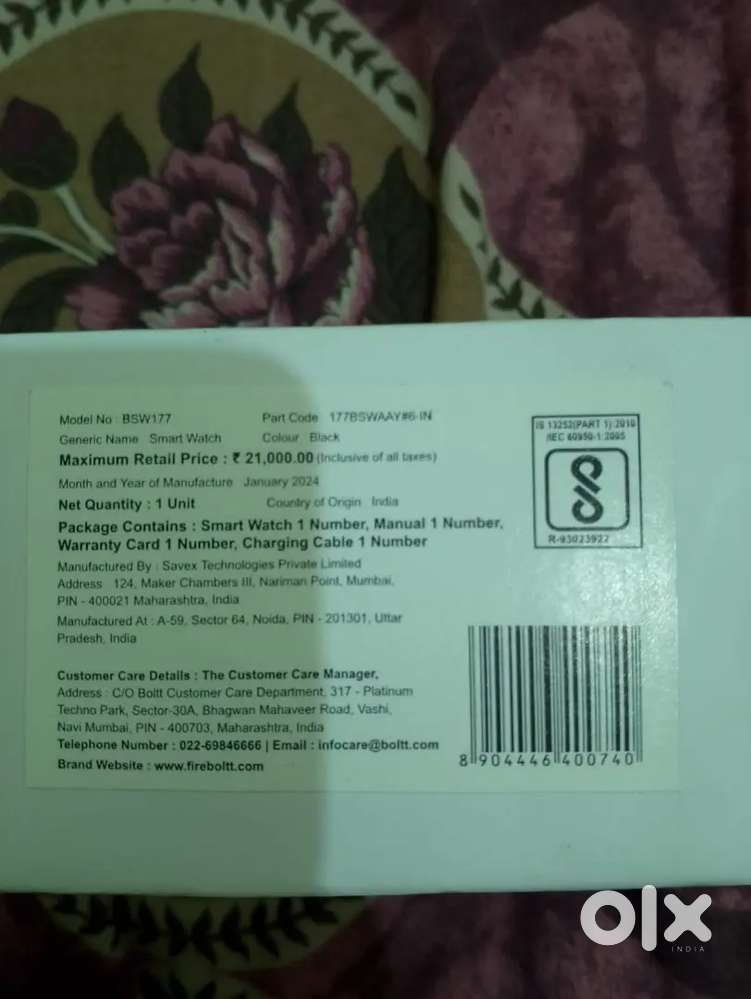 Model No : BSW177 Part Code 177BSWAAY#6-IN
Generic Name Smart Watch Colour Black
Maximum Retail Price : ₹ 21,000.00 (Inclusive of all taxes)
Month and Year of Manufacture January 2024
Net Quantity : 1 Unit Country of Origin India
Package Contains : Smart Watch 1 Number, Manual 1 Number,
Warranty Card 1 Number, Charging Cable 1 Number
Manufactured By : Savex Technologies Private Limited
Address 124, Maker Chambers III, Nariman Point, Mumbai,
PIN - 400021 Maharashtra, India
Manufactured At : A-59, Sector 64, Noida, PIN - 201301, Uttar
Pradesh, India
Customer Care Details : The Customer Care Manager,
Address : C/O Boltt Customer Care Department, 317 - Platinum
Techno Park, Sector-30A, Bhagwan Mahaveer Road, Vashi,
Navi Mumbai, PIN - 400703, Maharashtra, India
Telephone Number : 022-69846666 | Email : infocare@boltt.com
Brand Website : www.fireboltt.com
IS 13252(PART 1):2010
IEC 60950-1:2005
R-93023922
8 904446 400740
olx
INDIA